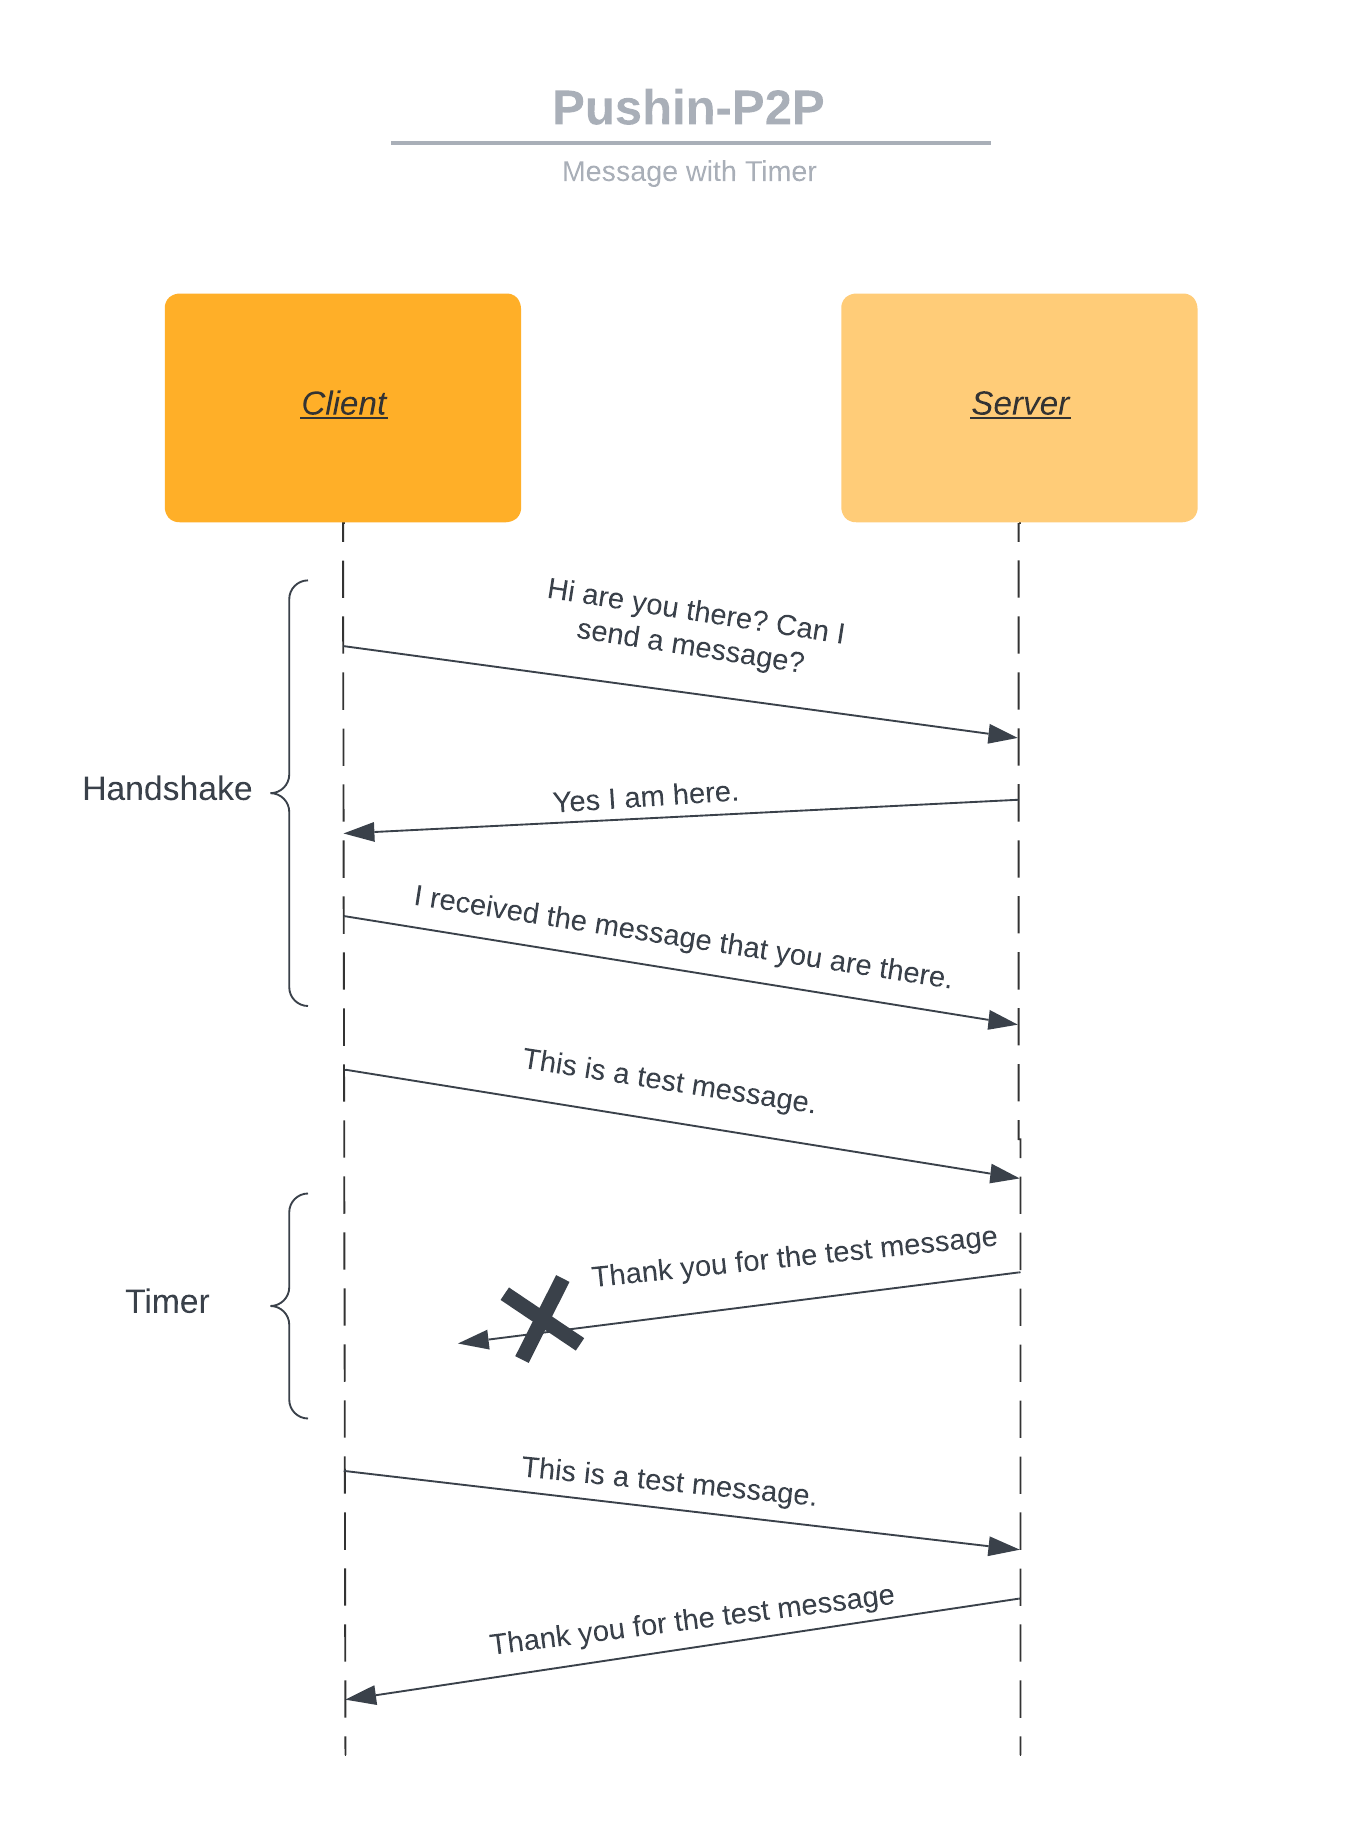 Pushin-P2P
Message with Timer
Client
Server
Hi are you there? Can I
send a message?
Handshake
Yes I am here.
I received the message that you are there.
This is a test message.
Thank you for the test message
Timer
This is a test message.
Thank you for the test message